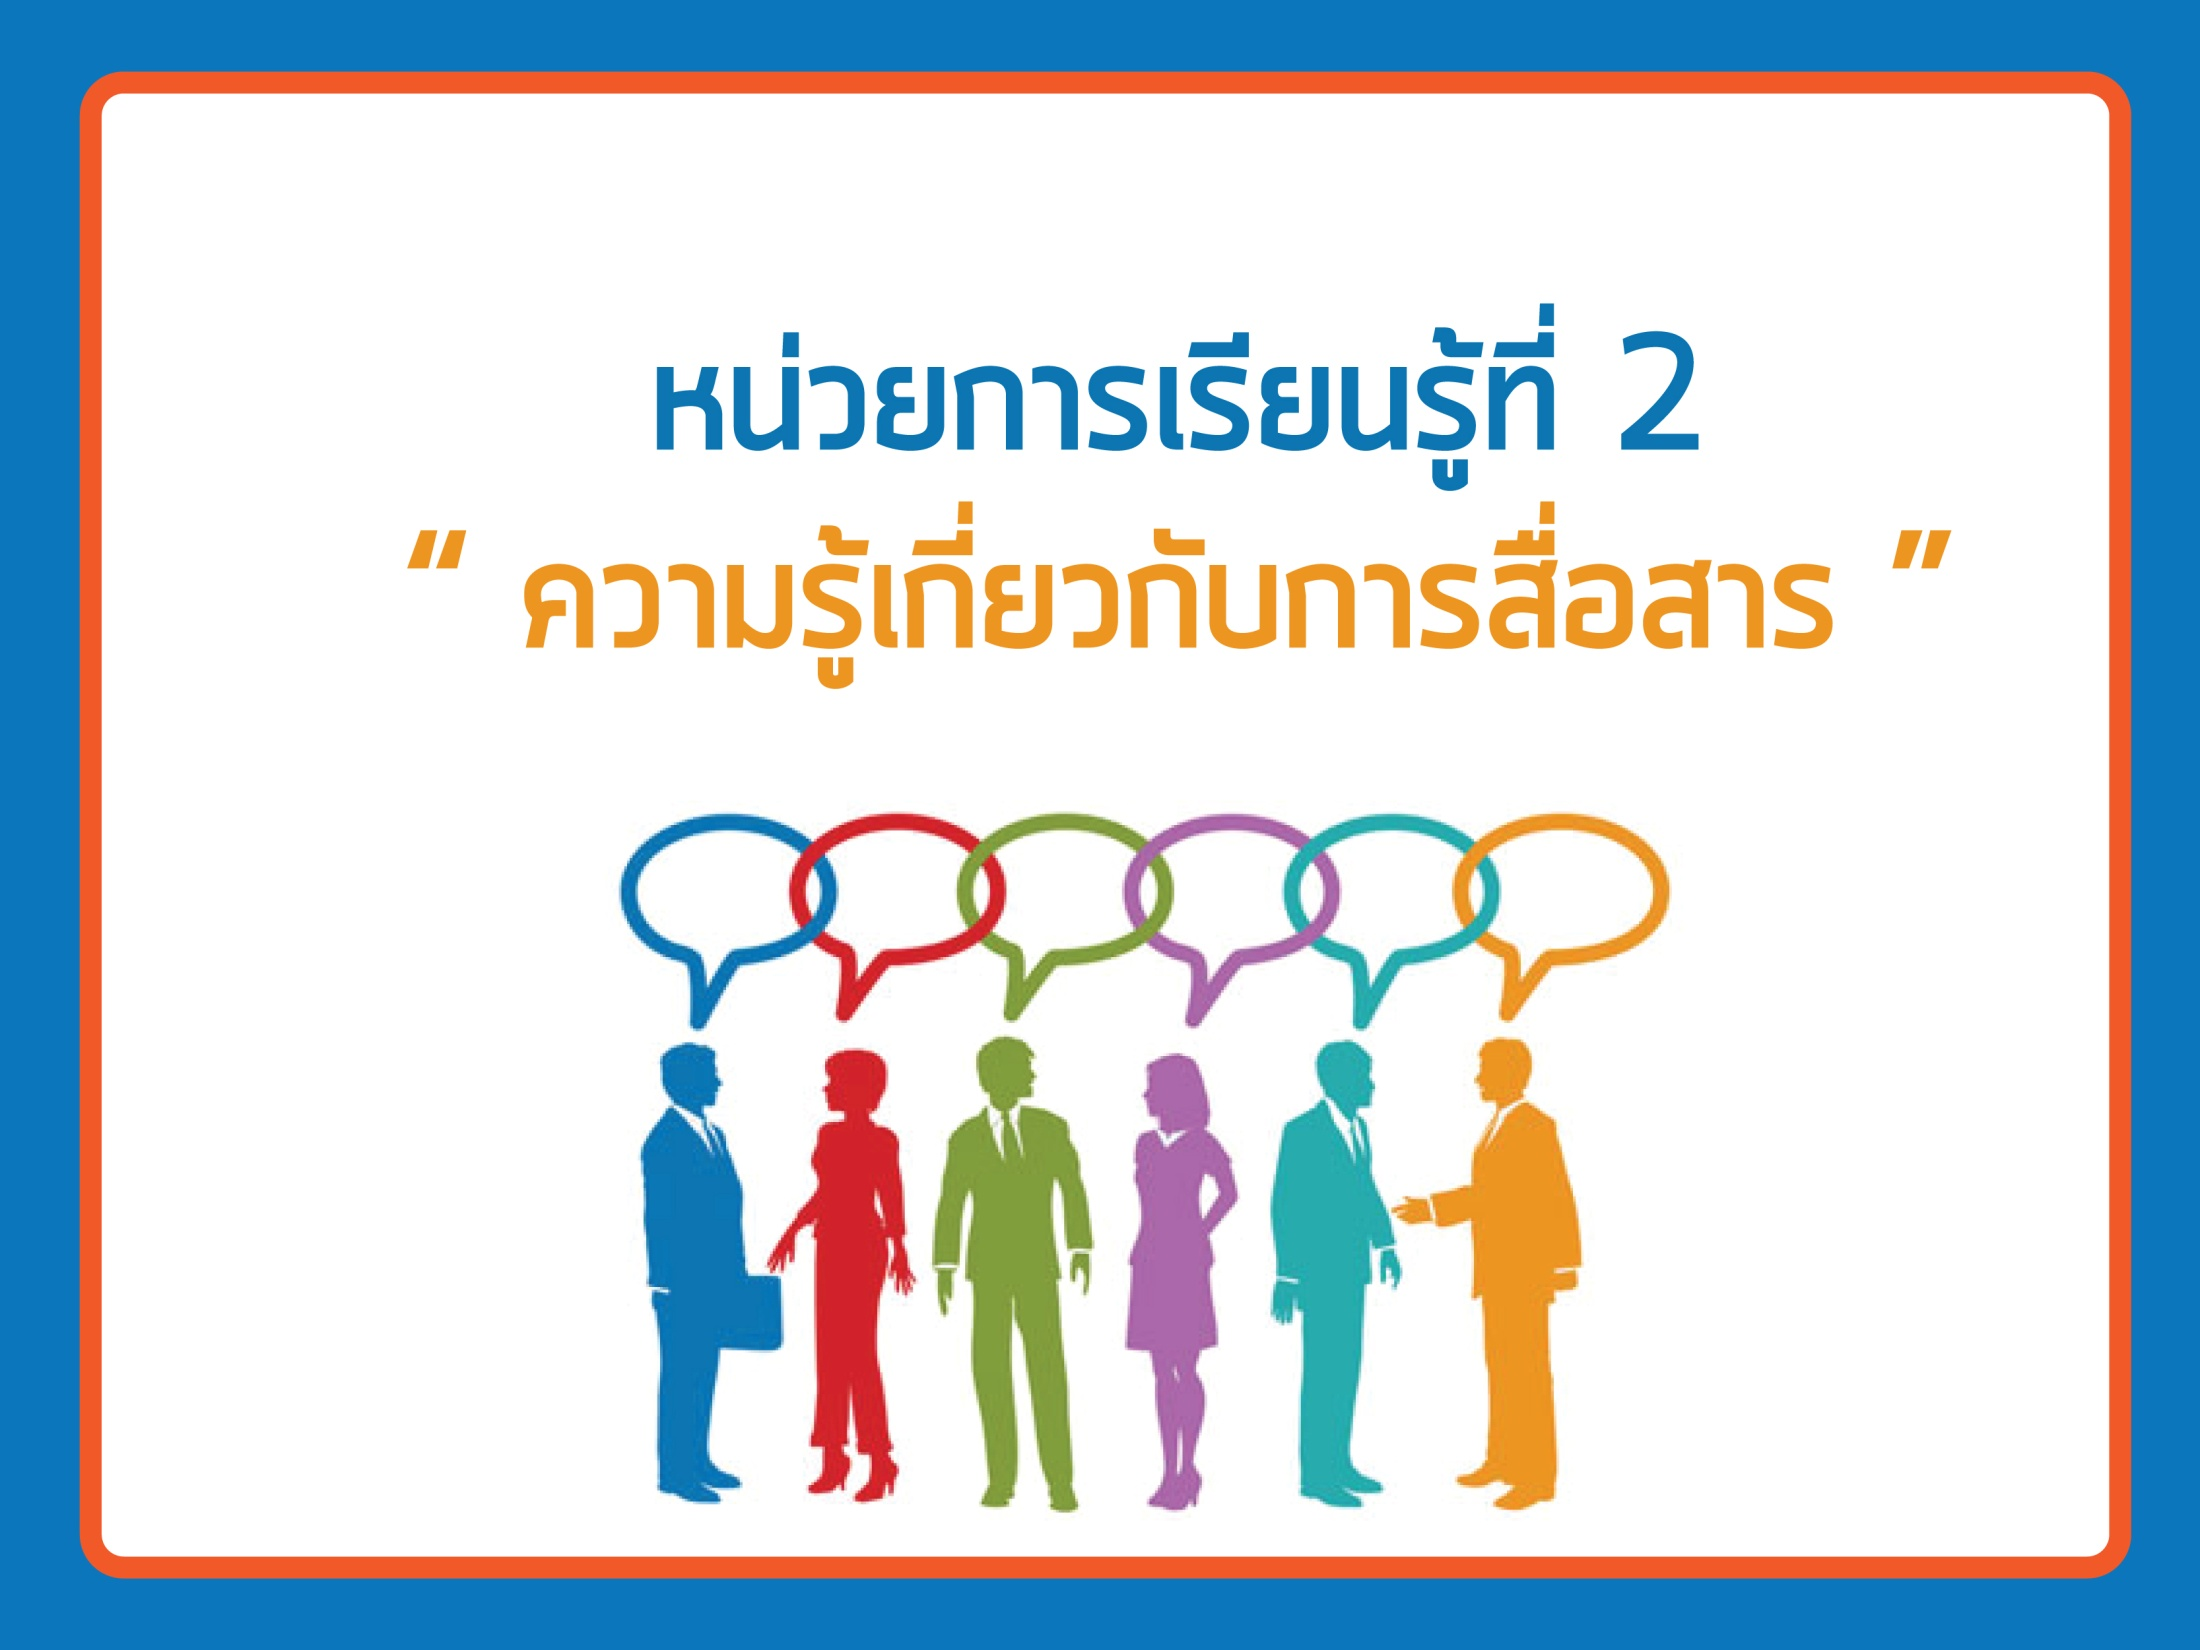 หน่วยการเรียนรู้ที่ 2
“ ความรู้เกี่ยวกับการสื่อสาร ”